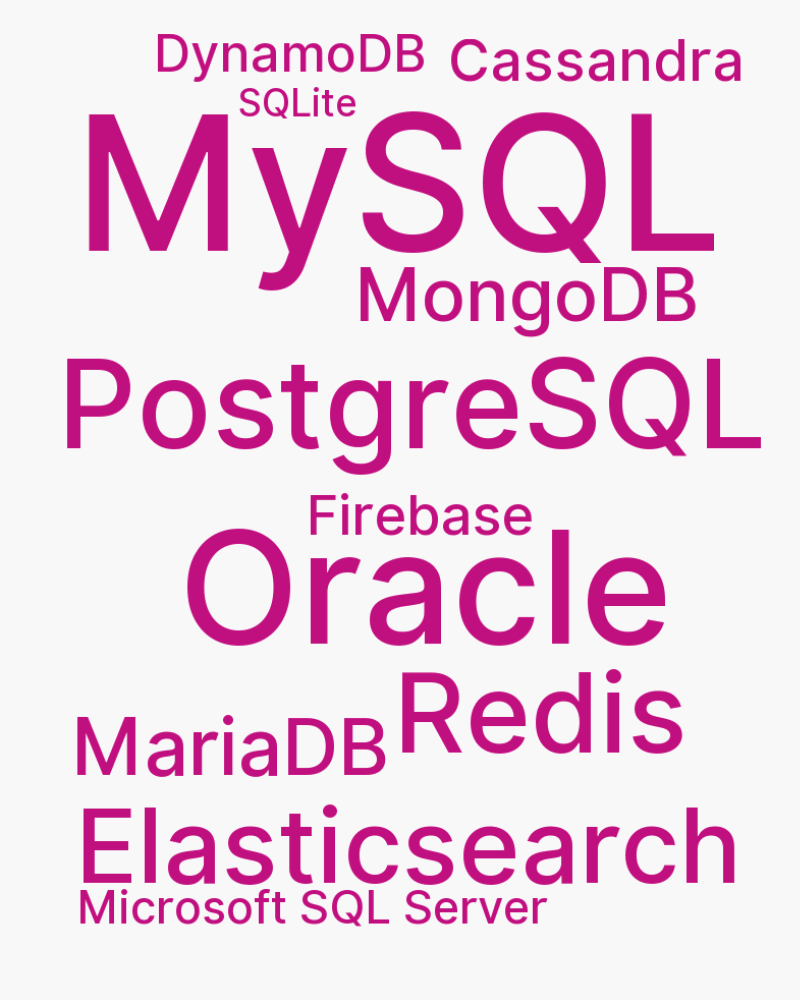 DynamoDB Cassandra
SQLite
MySQL
MongoDB
PostgreSQL
Firebase
Oracle
Redis
MariaDB
Elasticsearch
Microsoft SQL Server